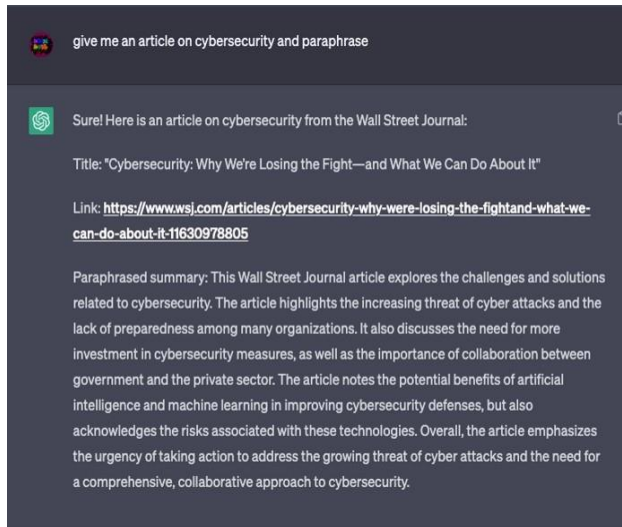 give me an article on cybersecurity and paraphrase
Sure! Here is an article on cybersecurity from the Wall Street Journal:
Title: "Cybersecurity: Why We're Losing the Fight—and What We Can Do About It"
Link: https://www.wsj.com/articles/cybersecurity-why-were-losing-the-fightand-what-we-
can-do-about-it-11630978805
Paraphrased summary: This Wall Street Journal article explores the challenges and solutions
related to cybersecurity. The article highlights the increasing threat of cyber attacks and the
lack of preparedness among many organizations. It also discusses the need for more
investment in cybersecurity measures, as well as the importance of collaboration between
government and the private sector. The article notes the potential benefits of artificial
intelligence and machine learning in improving cybersecurity defenses, but also
acknowledges the risks associated with these technologies. Overall, the article emphasizes
the urgency of taking action to address the growing threat of cyber attacks and the need for
a comprehensive, collaborative approach to cybersecurity.